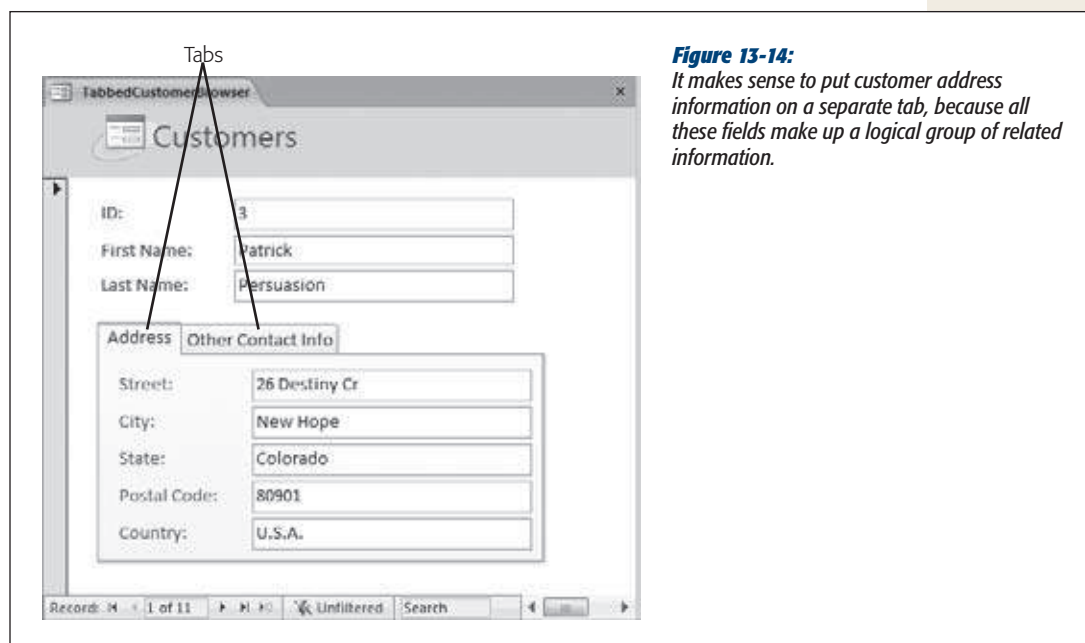 Tabs
TabbedCustomerBrowser
Customers
ID: 3
First Name: Patrick
Last Name: Persuasion
Address Other Contact Info
Street: 26 Destiny Cr
City: New Hope
State: Colorado
Postal Code: 80901
Country: U.S.A.
Record: 1 of 11 Unfiltered Search
Figure 13-14:
It makes sense to put customer address
information on a separate tab, because all
these fields make up a logical group of related
information.